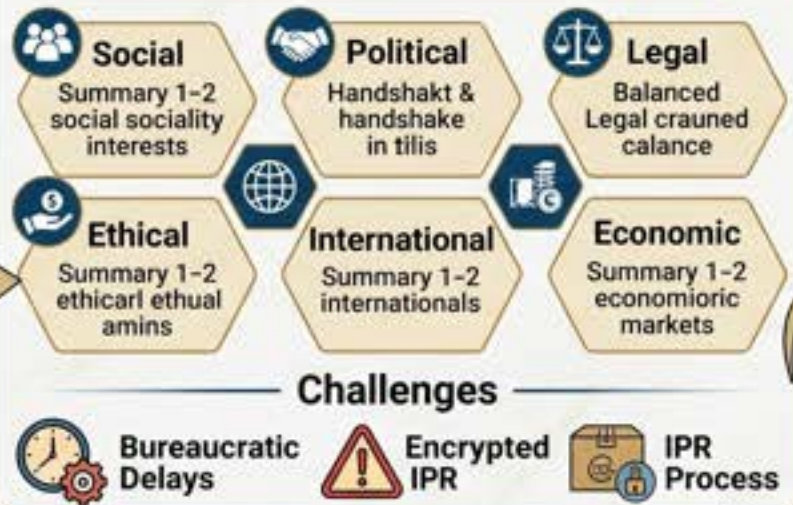 Social
Summary 1-2
social sociality
interests
Political
Handshakt &
handshake
in tilis
Legal
Balanced
Legal crauned
calance
Ethical
Summary 1-2
ethicarl ethual
amins
International
Summary 1-2
internationals
Economic
Summary 1-2
economioric
markets
Challenges
Bureaucratic
Delays
Encrypted
IPR
IPR
Process